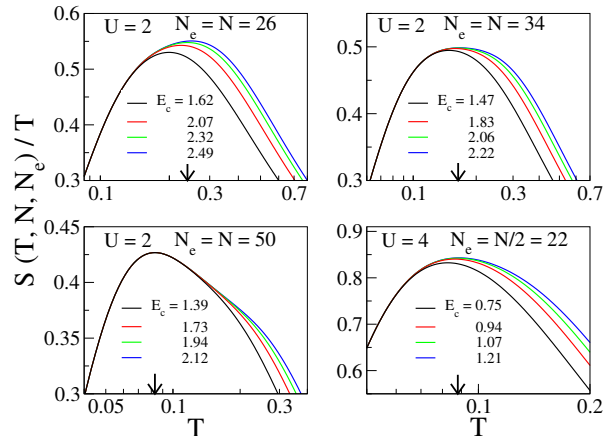 S (T, N, N_e) / T
U = 2 N_e = N = 26
0.6
0.5
0.4
0.3
E_c = 1.62
2.07
2.32
2.49
0.1 0.3 0.7
U = 2 N_e = N = 34
0.5
0.4
0.3
E_c = 1.47
1.83
2.06
2.22
0.1 0.3 0.7
U = 2 N_e = N = 50
0.45
0.4
0.35
0.3
E_c = 1.39
1.73
1.94
2.12
0.05 0.1 0.3
T
U = 4 N_e = N/2 = 22
0.9
0.8
0.7
0.6
E_c = 0.75
0.94
1.07
1.21
0.1 0.2
T